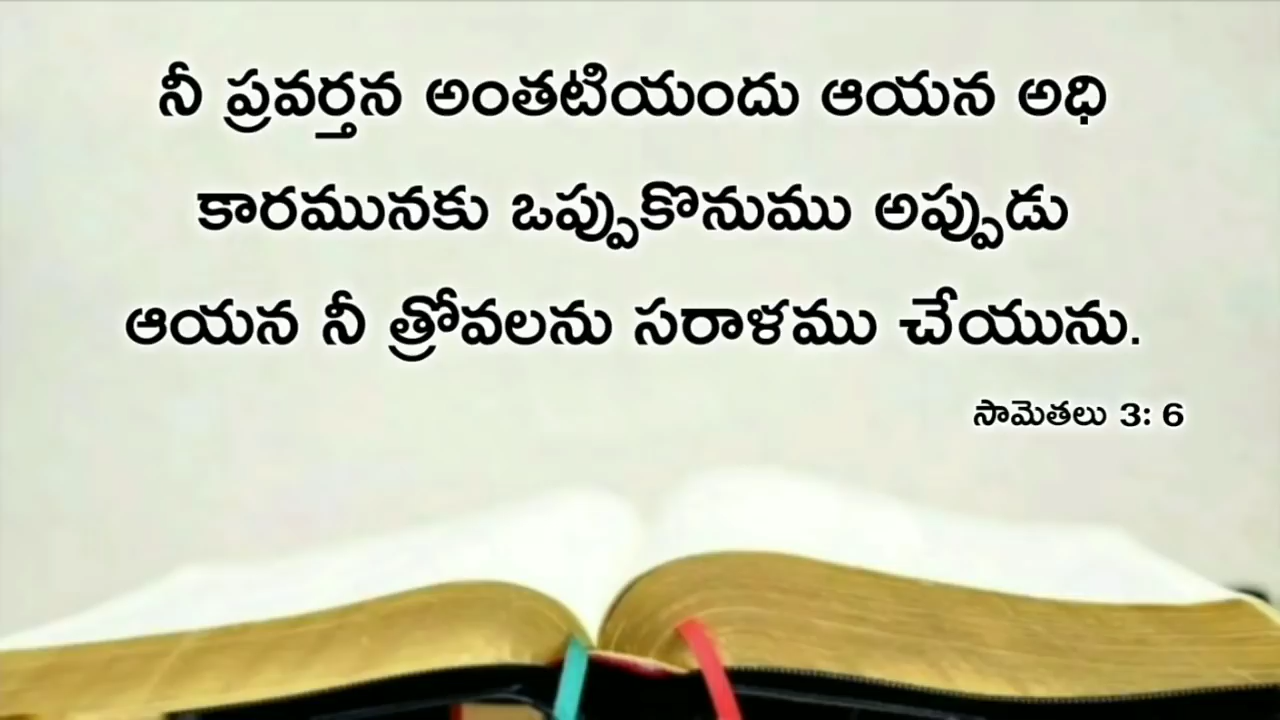 నీ ప్రవర్తన అంతటియందు ఆయన అధి
కారమునకు ఒప్పుకొనుము అప్పుడు
ఆయన నీ త్రోవలను సరాళము చేయును.
సామెతలు 3: 6